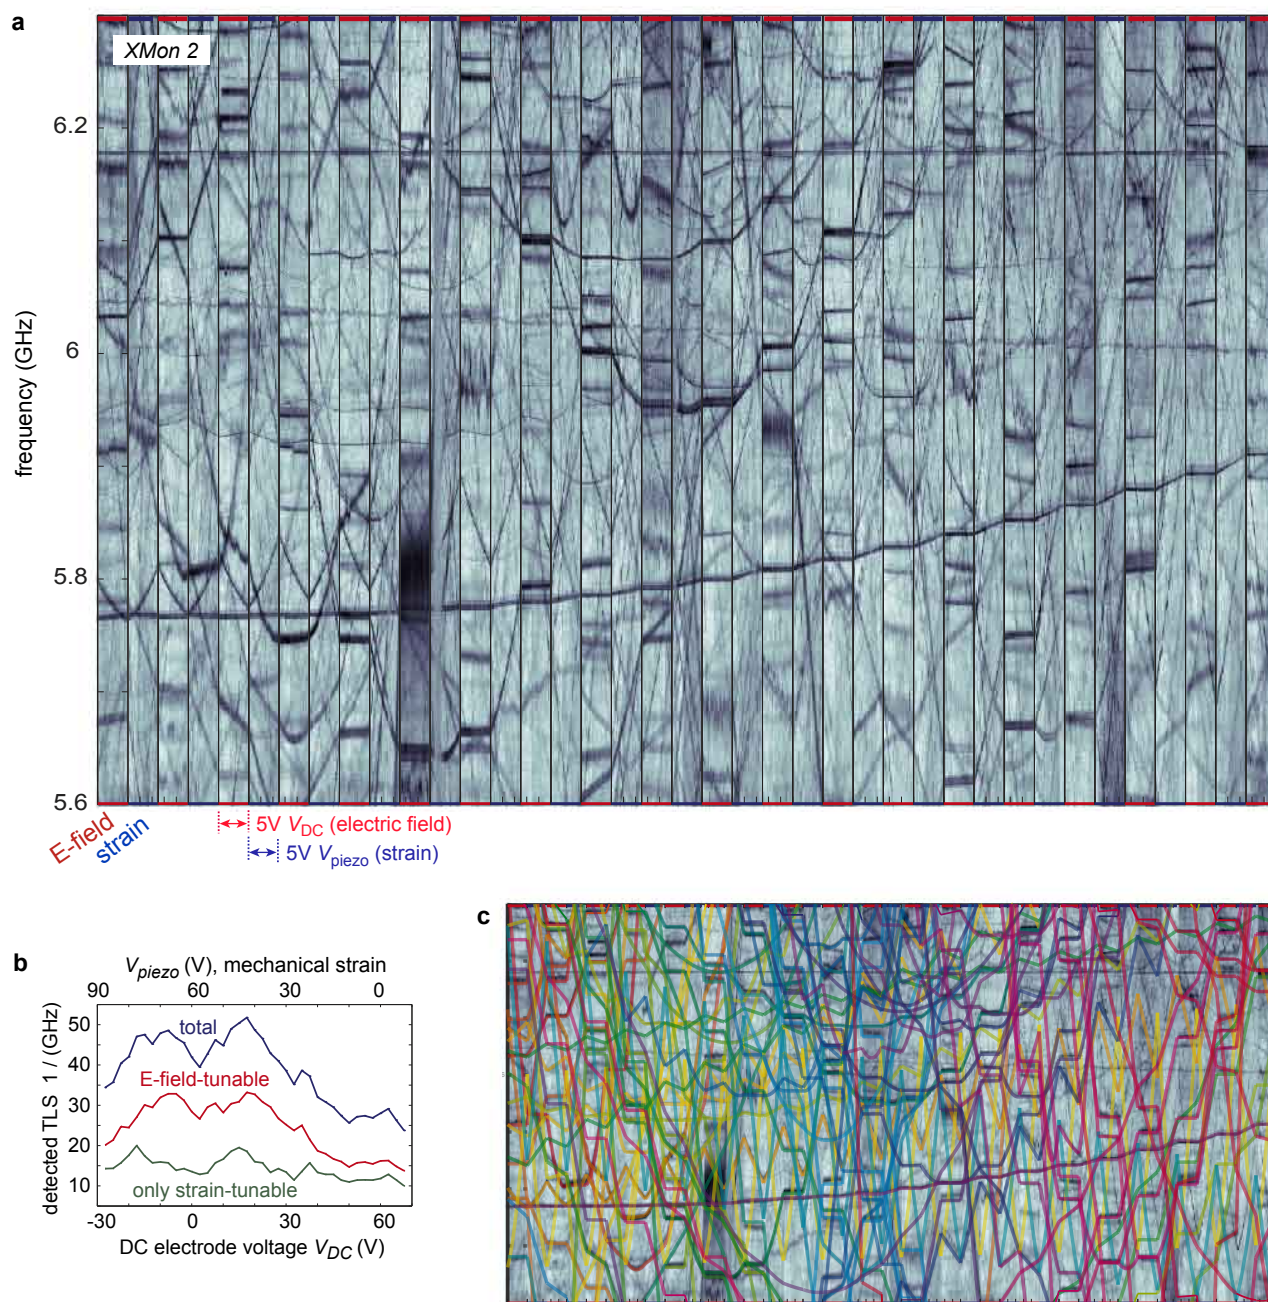 a
XMon 2
6.2
6
5.8
5.6
frequency (GHz)
E-field
strain
5V VDC (electric field)
5V Vpiezo (strain)
b
Vpiezo (V), mechanical strain
90 60 30 0
50
40
30
20
10
detected TLS 1 / (GHz)
total
E-field-tunable
only strain-tunable
-30 0 30 60
DC electrode voltage VDC (V)
c